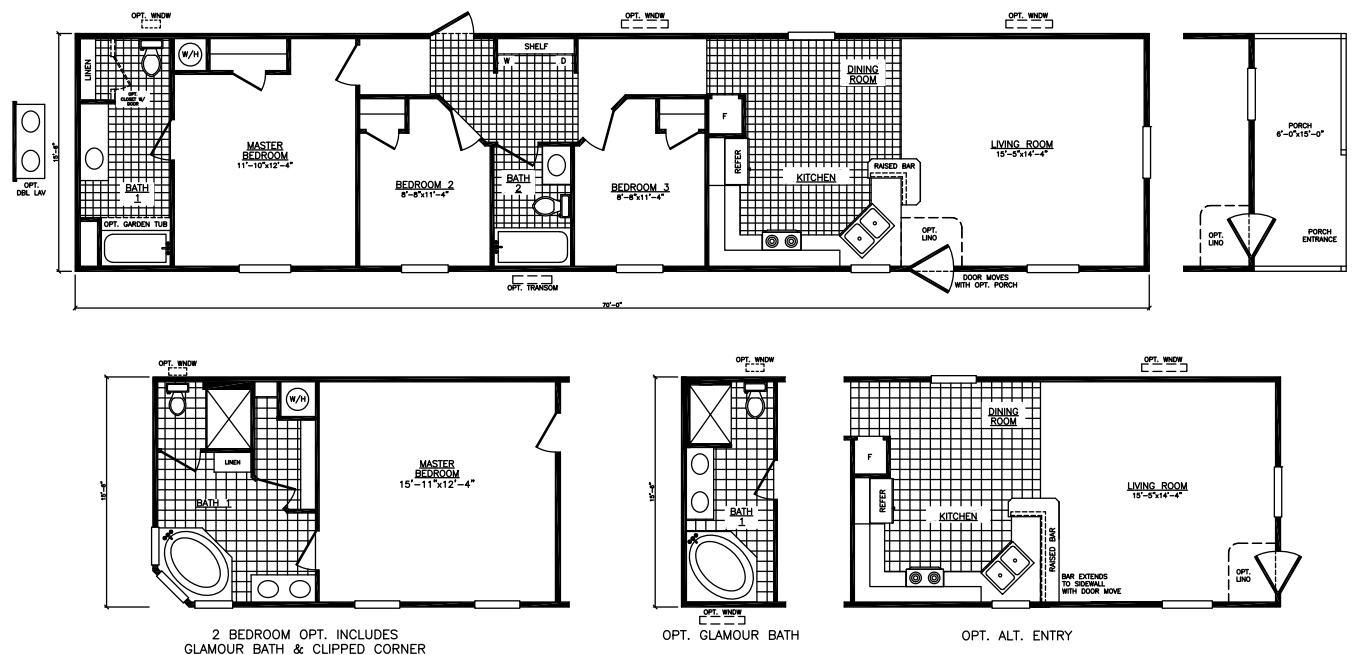 OPT. WNDW
OPT. WNDW
OPT. WNDW
LINEN
W/H
SHELF
W D
OPT.
CLOSET W/
DOOR
DINING
ROOM
PORCH
6'-0"x15'-0"
F
15'-6"
MASTER
BEDROOM
11'-10"x12'-4"
LIVING ROOM
15'-5"x14'-4"
REFER
RAISED BAR
OPT.
DBL LAV
BATH
1
BEDROOM 2
8'-8"x11'-4"
BATH
2
BEDROOM 3
8'-8"x11'-4"
KITCHEN
OPT. GARDEN TUB
OPT.
LINO
OPT.
LINO
PORCH
ENTRANCE
OPT. TRANSOM
DOOR MOVES
WITH OPT. PORCH
70'-0"
OPT. WNDW
W/H
LINEN
15'-6"
MASTER
BEDROOM
15'-11"x12'-4"
BATH 1
2 BEDROOM OPT. INCLUDES
GLAMOUR BATH & CLIPPED CORNER
OPT. WNDW
15'-6"
BATH
1
OPT. WNDW
OPT. GLAMOUR BATH
OPT. WNDW
DINING
ROOM
F
REFER
LIVING ROOM
15'-5"x14'-4"
KITCHEN
RAISED BAR
BAR EXTENDS
TO SIDEWALL
WITH DOOR MOVE
OPT.
LINO
OPT. ALT. ENTRY